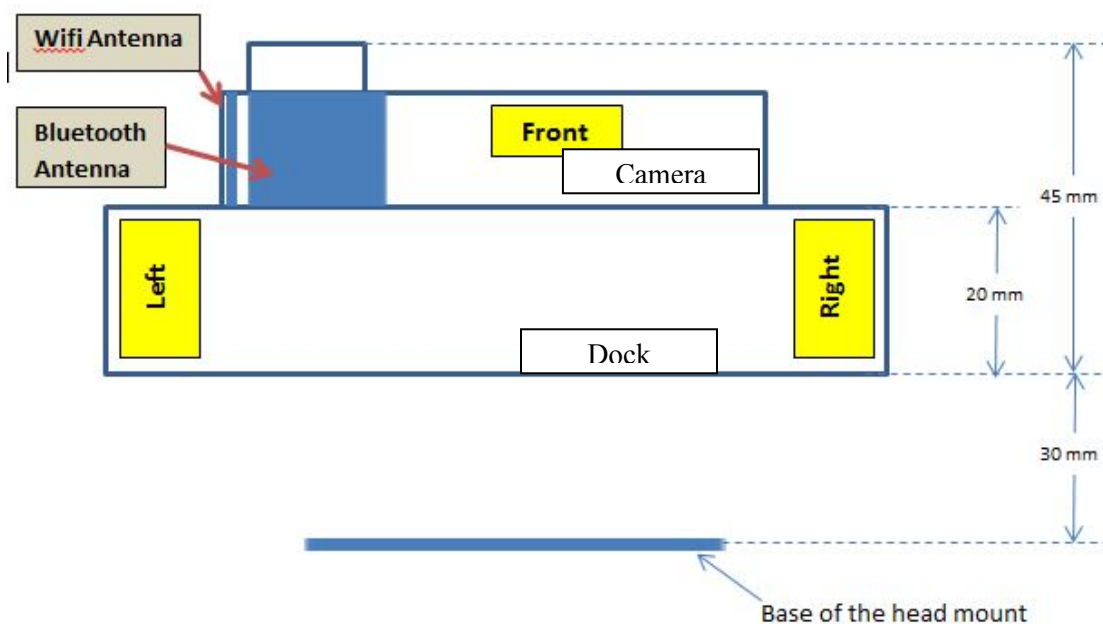 Wifi Antenna
Bluetooth
Antenna
Front
Camera
45 mm
Left
Right
20 mm
Dock
30 mm
Base of the head mount